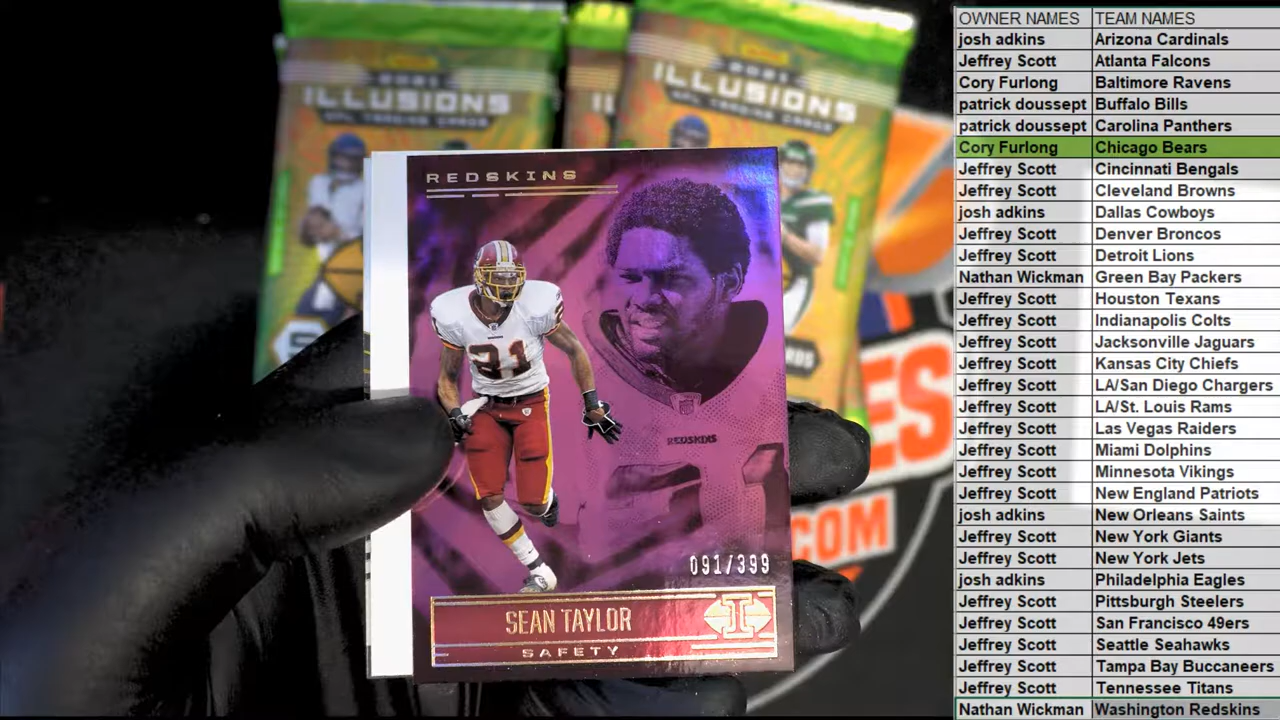 2021
ILLUSIONS
NFL TRADING CARDS
2021
ILLUSIONS
NFL TRADING CARDS
REDSKINS
REDSKINS
21
091/399
SEAN TAYLOR
SAFETY
ES
.COM
OWNER NAMES TEAM NAMES
josh adkins Arizona Cardinals
Jeffrey Scott Atlanta Falcons
Cory Furlong Baltimore Ravens
patrick doussept Buffalo Bills
patrick doussept Carolina Panthers
Cory Furlong Chicago Bears
Jeffrey Scott Cincinnati Bengals
Jeffrey Scott Cleveland Browns
josh adkins Dallas Cowboys
Jeffrey Scott Denver Broncos
Jeffrey Scott Detroit Lions
Nathan Wickman Green Bay Packers
Jeffrey Scott Houston Texans
Jeffrey Scott Indianapolis Colts
Jeffrey Scott Jacksonville Jaguars
Jeffrey Scott Kansas City Chiefs
Jeffrey Scott LA/San Diego Chargers
Jeffrey Scott LA/St. Louis Rams
Jeffrey Scott Las Vegas Raiders
Jeffrey Scott Miami Dolphins
Jeffrey Scott Minnesota Vikings
Jeffrey Scott New England Patriots
josh adkins New Orleans Saints
Jeffrey Scott New York Giants
Jeffrey Scott New York Jets
josh adkins Philadelphia Eagles
Jeffrey Scott Pittsburgh Steelers
Jeffrey Scott San Francisco 49ers
Jeffrey Scott Seattle Seahawks
Jeffrey Scott Tampa Bay Buccaneers
Jeffrey Scott Tennessee Titans
Nathan Wickman Washington Redskins